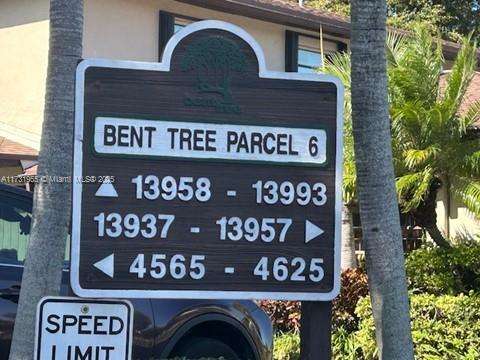 BENT TREE PARCEL 6
13958 - 13993
13937 - 13957
4565 - 4625
SPEED
LIMIT